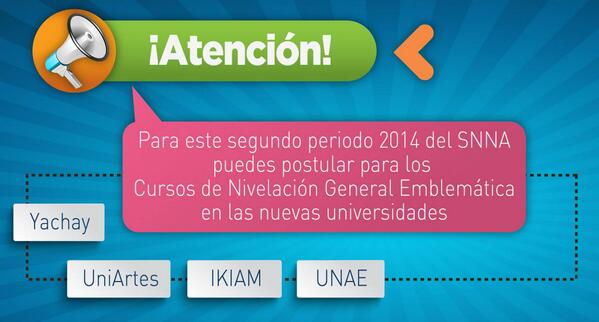 ¡Atención!
Para este segundo periodo 2014 del SNNA
puedes postular para los
Cursos de Nivelación General Emblemática
en las nuevas universidades
Yachay
UniArtes
IKIAM
UNAE